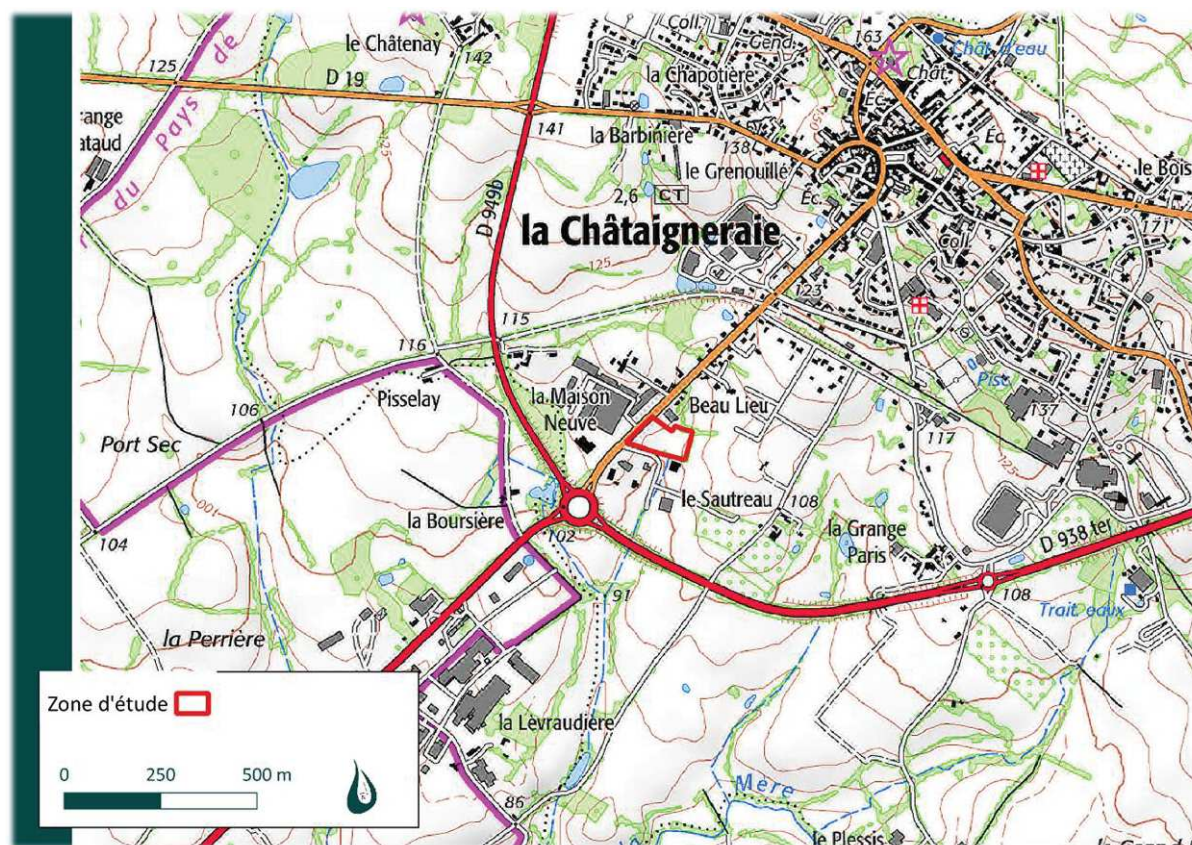 le Châtenay
142
Coll.
Gend.
163
Chât. d'eau
Chât.
125
D 19
la Chapotière
Éc.
Pays de
du
141
la Barbinière
138
le Grenouillé
Éc.
le Bois
D 949b
2,6 CT
Éc.
la Châtaigneraie
125
Coll.
171
123
115
116
Pisselay
la Maison
Neuve
Beau Lieu
Pisc.
137
106
Port Sec
117
125
100
la Boursière
le Sautreau
108
la Grange
Paris
D 938 ter
104
102
91
108
Trait. eaux
la Perrière
Zone d'étude
la Levraudière
0 250 500 m
Mère
86
le Plessis